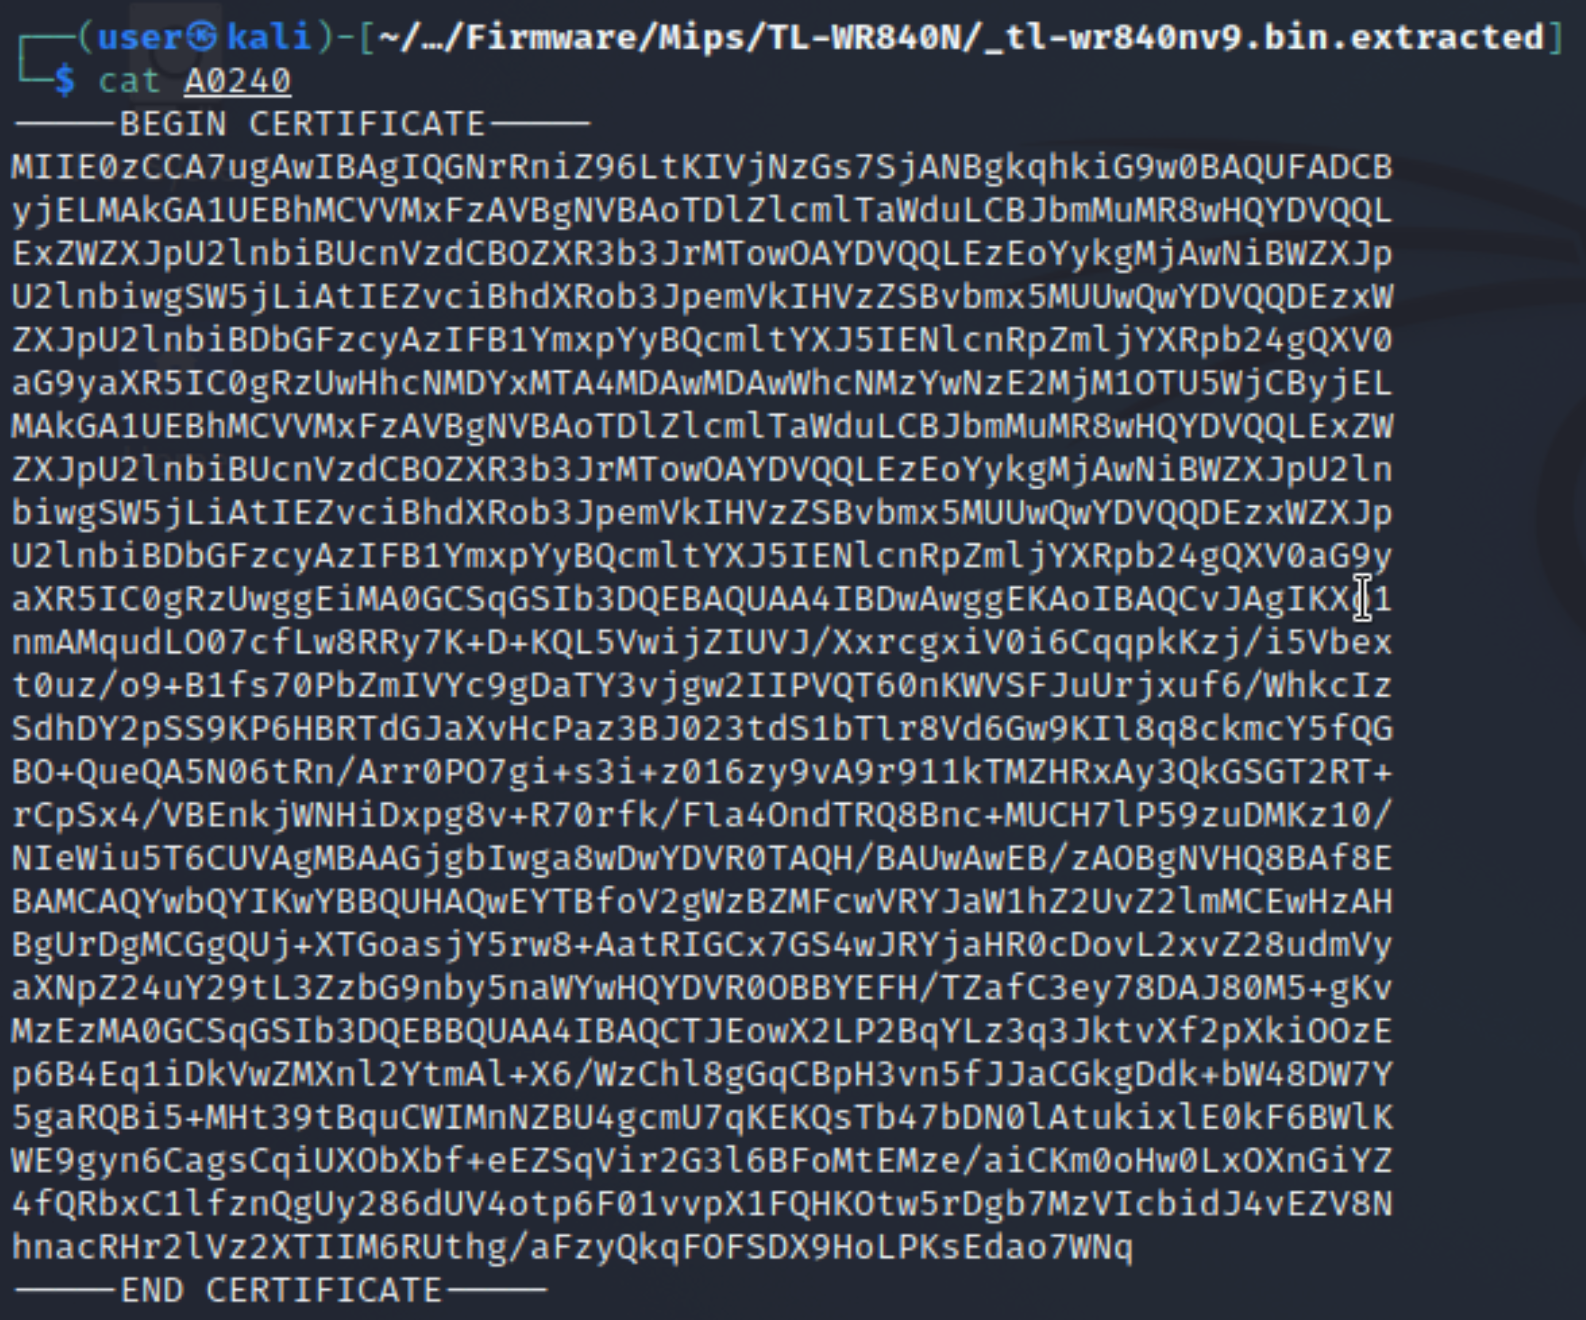 (user㉿kali)-[~/…/Firmware/Mips/TL-WR840N/_tl-wr840nv9.bin.extracted]
$ cat A0240
-----BEGIN CERTIFICATE-----
MIIE0zCCA7ugAwIBAgIQGNrRniZ96LtKIVjNzGs7SjANBgkqhkiG9w0BAQUFADCB
yjELMAkGA1UEBhMCVVMxFzAVBgNVBAoTDlZlcmlTaWduLCBJbmMuMR8wHQYDVQQL
ExZWZXJpU2lnbiBUcnVzdCBOZXR3b3JrMTowOAYDVQQLEzEoYykgMjAwNiBWZXJp
U2lnbiwgSW5jLiAtIEZvciBhdXRob3JpemVkIHVzZSBvbmx5MUUwQwYDVQQDEzxW
ZXJpU2lnbiBDbGFzcyAzIFB1YmxpYyBQcmltYXJ5IENlcnRpZmljYXRpb24gQXV0
aG9yaXR5IC0gRzUwHhcNMDYxMTA4MDAwMDAwWhcNMzYwNzE2MjM1OTU5WjCByjEL
MAkGA1UEBhMCVVMxFzAVBgNVBAoTDlZlcmlTaWduLCBJbmMuMR8wHQYDVQQLExZW
ZXJpU2lnbiBUcnVzdCBOZXR3b3JrMTowOAYDVQQLEzEoYykgMjAwNiBWZXJpU2ln
biwgSW5jLiAtIEZvciBhdXRob3JpemVkIHVzZSBvbmx5MUUwQwYDVQQDEzxWZXJp
U2lnbiBDbGFzcyAzIFB1YmxpYyBQcmltYXJ5IENlcnRpZmljYXRpb24gQXV0aG9y
aXR5IC0gRzUwggEiMA0GCSqGSIb3DQEBAQUAA4IBDwAwggEKAoIBAQCvJAgIKXo1
nmAMqudLO07cfLw8RRy7K+D+KQL5VwijZIUVJ/XxrcgxiV0i6CqqpkKzj/i5Vbex
t0uz/o9+B1fs70PbZmIVYc9gDaTY3vjgw2IIPVQT60nKWVSFJuUrjxuf6/WhkcIz
SdhDY2pSS9KP6HBRTdGJaXvHcPaz3BJ023tdS1bTlr8Vd6Gw9KIl8q8ckmcY5fQG
BO+QueQA5N06tRn/Arr0PO7gi+s3i+z016zy9vA9r911kTMZHRxAy3QkGSGT2RT+
rCpSx4/VBEnkjWNHiDxpg8v+R70rfk/Fla4OndTRQ8Bnc+MUCH7lP59zuDMKz10/
NIeWiu5T6CUVAgMBAAGjgbIwga8wDwYDVR0TAQH/BAUwAwEB/zAOBgNVHQ8BAf8E
BAMCAQYwbQYIKwYBBQUHAQwEYTBfoV2gWzBZMFcwVRYJaW1hZ2UvZ2lmMCEwHzAH
BgUrDgMCGgQUj+XTGoasjY5rw8+AatRIGCx7GS4wJRYjaHR0cDovL2xvZ28udmVy
aXNpZ24uY29tL3ZzbG9nby5naWYwHQYDVR0OBBYEFH/TZafC3ey78DAJ80M5+gKv
MzEzMA0GCSqGSIb3DQEBBQUAA4IBAQCTJEowX2LP2BqYLz3q3JktvXf2pXkiOOzE
p6B4Eq1iDkVwZMXnl2YtmAl+X6/WzChl8gGqCBpH3vn5fJJaCGkgDdk+bW48DW7Y
5gaRQBi5+MHt39tBquCWIMnNZBU4gcmU7qKEKQsTb47bDN0lAtukixlE0kF6BWlK
WE9gyn6CagsCqiUXObXbf+eEZSqVir2G3l6BFoMtEMze/aiCKm0oHw0LxOXnGiYZ
4fQRbxC1lfznQgUy286dUV4otp6F01vvpX1FQHKOtw5rDgb7MzVIcbidJ4vEZV8N
hnacRHr2lVz2XTIIM6RUthg/aFzyQkqFOFSDX9HoLPKsEdao7WNq
-----END CERTIFICATE-----